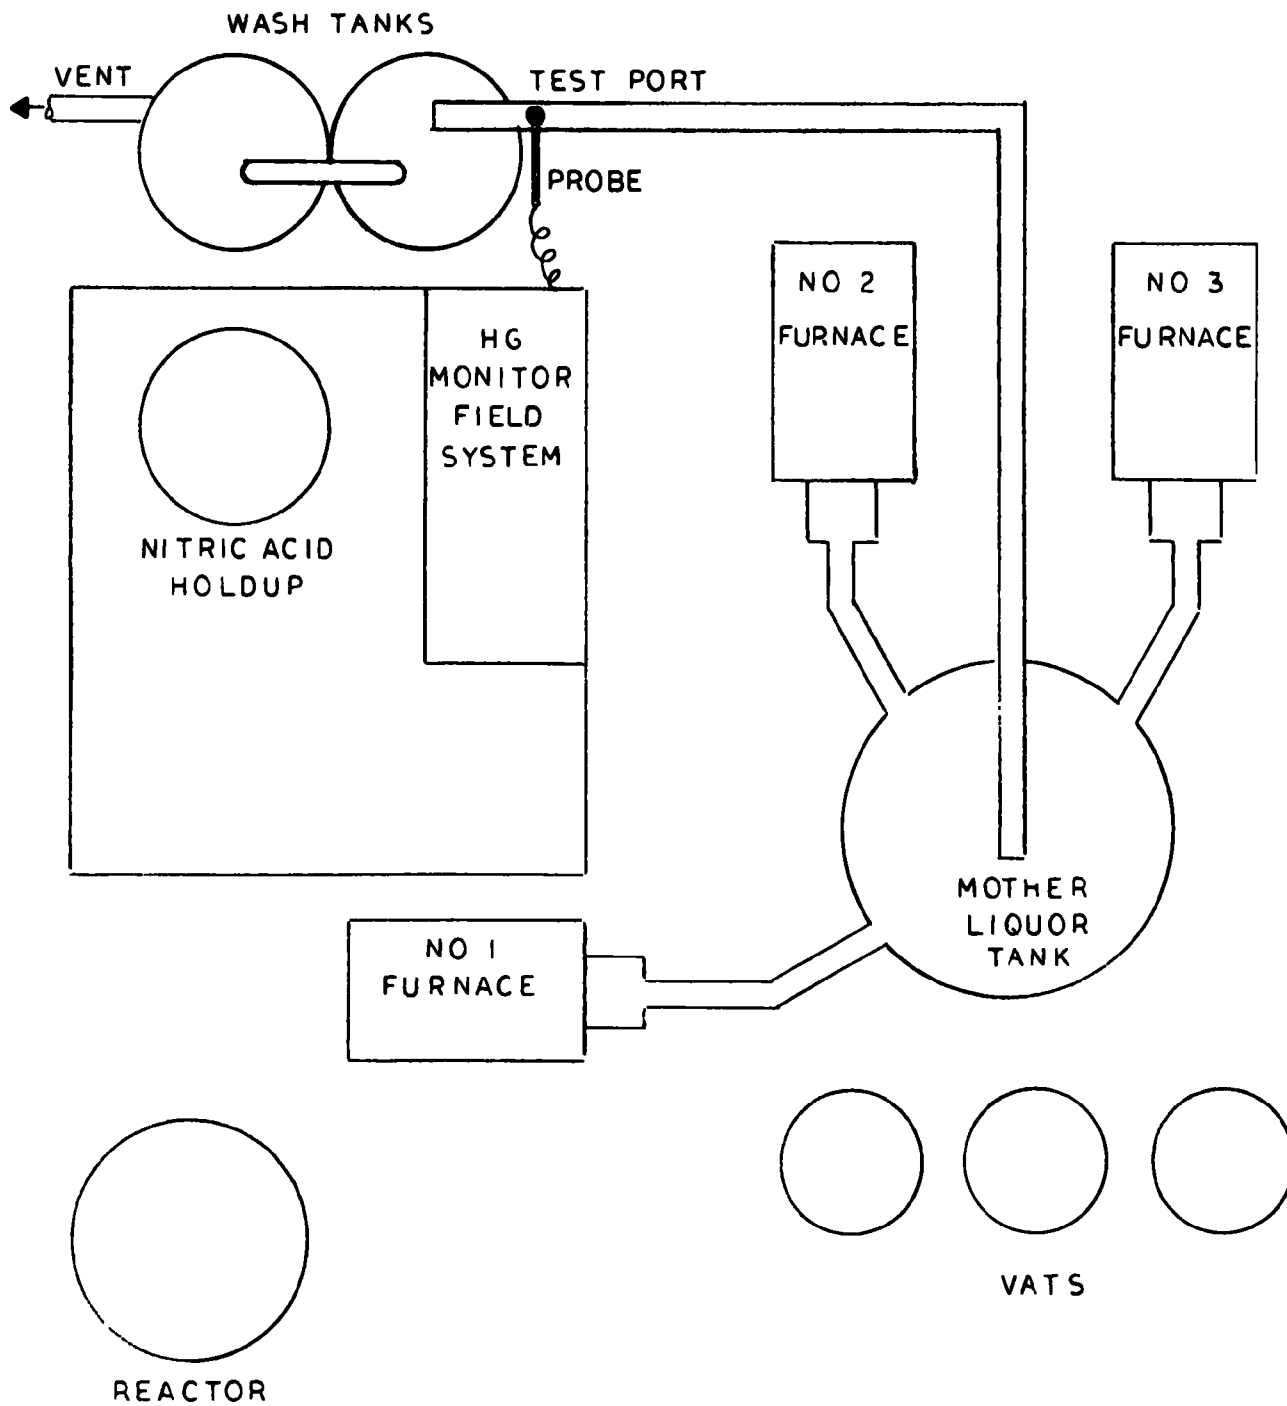 WASH TANKS
VENT
TEST PORT
PROBE
NO 2
FURNACE
NO 3
FURNACE
HG
MONITOR
FIELD
SYSTEM
NITRIC ACID
HOLDUP
MOTHER
LIQUOR
TANK
NO 1
FURNACE
VATS
REACTOR